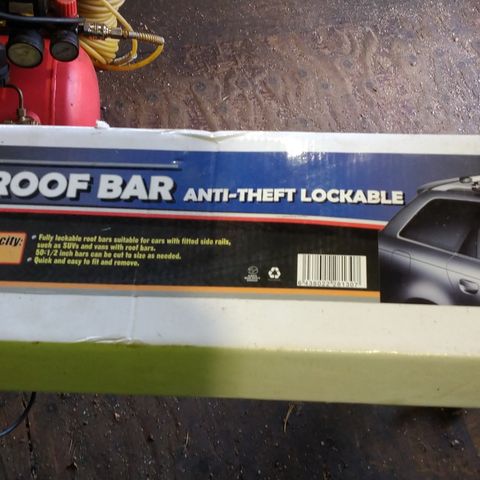 ROOF BAR ANTI-THEFT LOCKABLE
city:
• Fully lockable roof bars suitable for cars with fitted side rails,
such as SUVs and vans with roof bars.
• 50-1/2 inch bars can be cut to size as needed.
• Quick and easy to fit and remove.